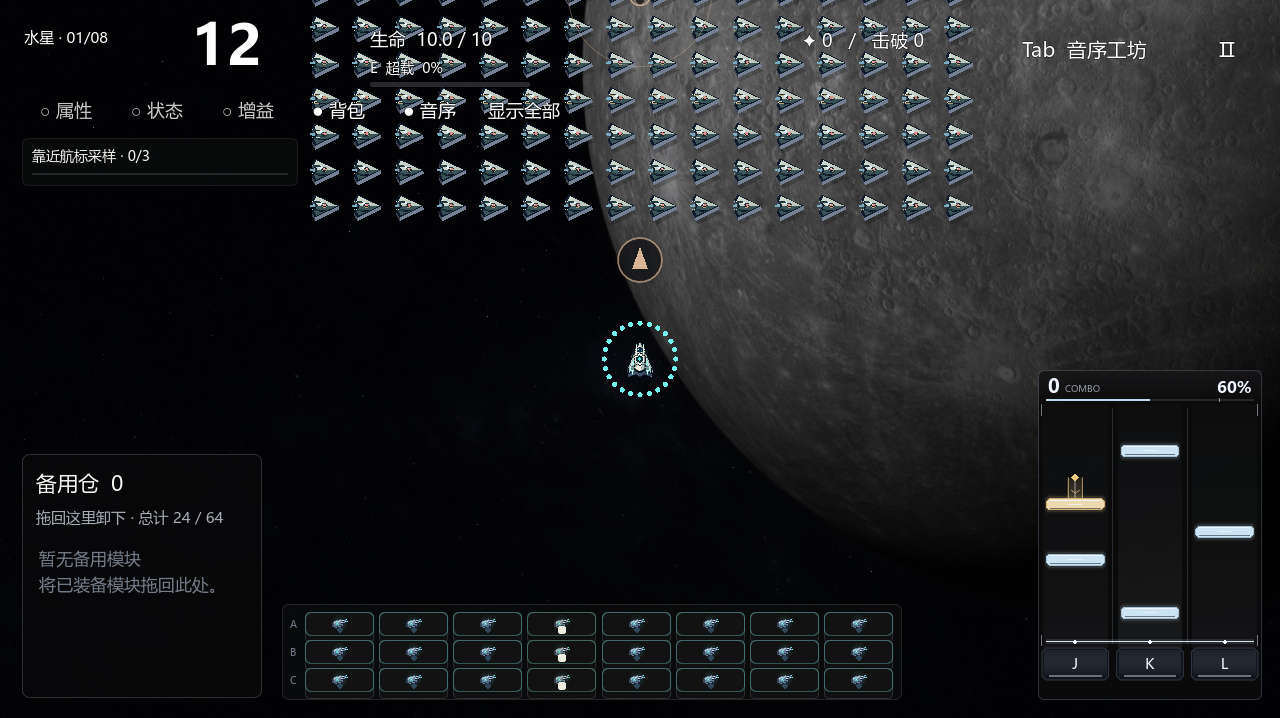 水星 · 01/08
12
生命 10.0 / 10
✦ 0 / 击破 0
Tab 音序工坊
E 超载 0%
属性 状态 增益 背包 音序 显示全部
靠近航标采样 · 0/3
0 COMBO 60%
备用仓 0
拖回这里卸下 · 总计 24 / 64
暂无备用模块
将已装备模块拖回此处。
A
B
C
J K L